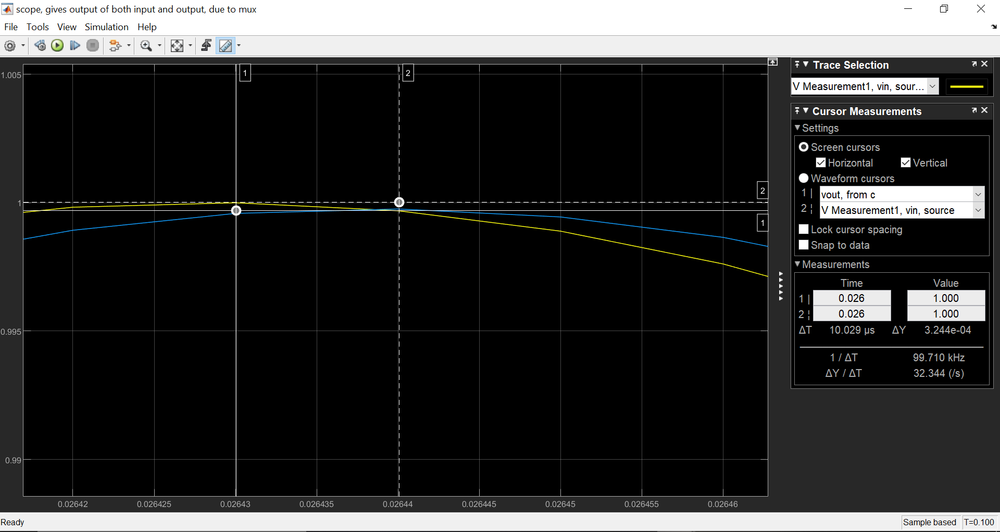 scope, gives output of both input and output, due to mux
File Tools View Simulation Help
1.005
1
0.995
0.99
1
2
2
1
0.02642 0.026425 0.02643 0.026435 0.02644 0.026445 0.02645 0.026455 0.02646
Trace Selection
V Measurement1, vin, sour...
Cursor Measurements
Settings
Screen cursors
Horizontal Vertical
Waveform cursors
1 | vout, from c
2 ¦ V Measurement1, vin, source
Lock cursor spacing
Snap to data
Measurements
Time Value
1 | 0.026 1.000
2 ¦ 0.026 1.000
ΔT 10.029 µs ΔY 3.244e-04
1 / ΔT 99.710 kHz
ΔY / ΔT 32.344 (/s)
Ready Sample based T=0.100